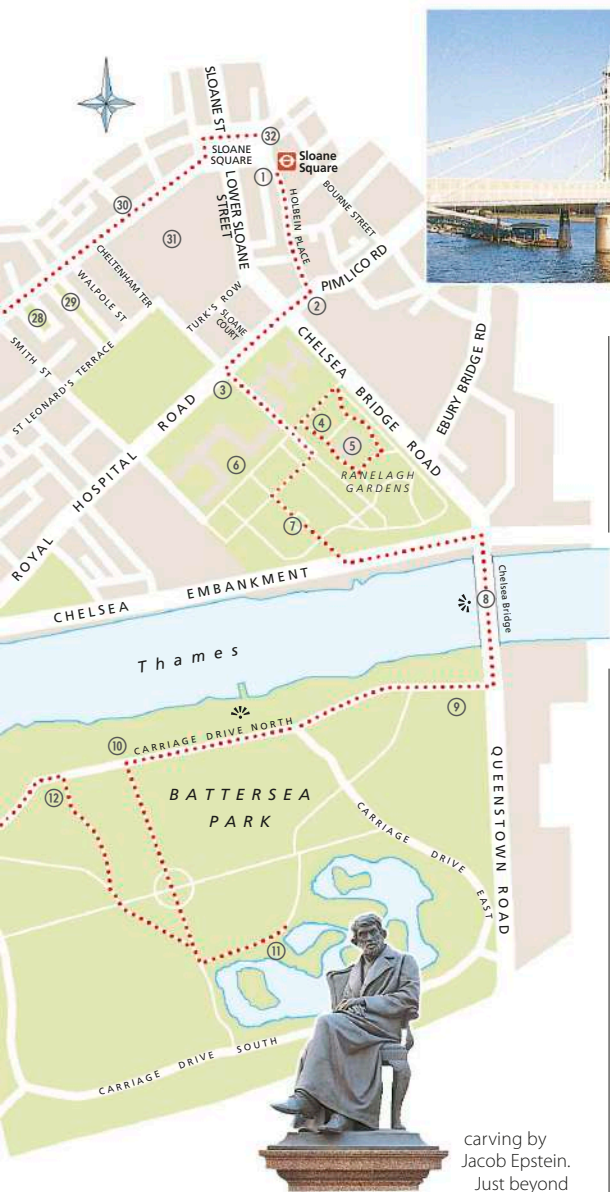 SLOANE ST
32
SLOANE
SQUARE
Sloane
Square
1
30
LOWER SLOANE
STREET
HOLBEIN PLACE
BOURNE STREET
31
CHELTENHAM TER
WALPOLE ST
29
28
TURK'S ROW
SLOANE
COURT
PIMLICO RD
2
SMITH ST
ST LEONARD'S TERRACE
3
CHELSEA BRIDGE ROAD
EBURY BRIDGE RD
4
5
6
RANELAGH
GARDENS
ROYAL HOSPITAL ROAD
7
CHELSEA EMBANKMENT
8
Chelsea Bridge
Thames
9
10
CARRIAGE DRIVE NORTH
12
BATTERSEA
PARK
CARRIAGE DRIVE EAST
QUEENSTOWN ROAD
11
CARRIAGE DRIVE SOUTH
carving by
Jacob Epstein.
Just beyond